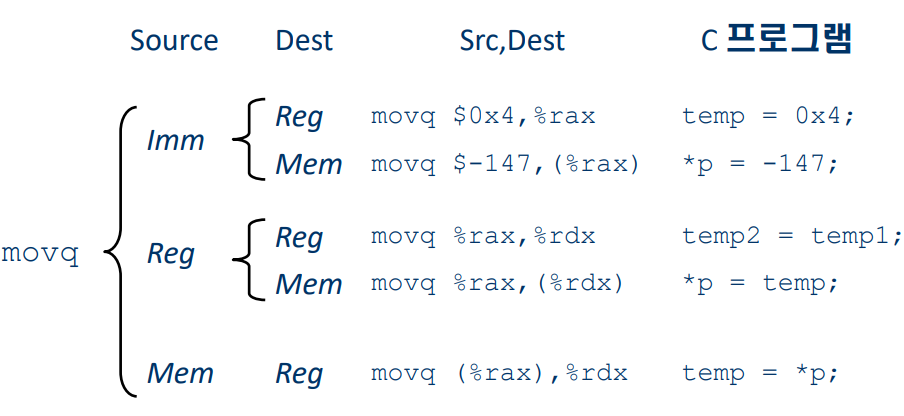 Source Dest Src,Dest C 프로그램
Reg movq $0x4,%rax temp = 0x4;
Imm
Mem movq $-147,(%rax) *p = -147;
Reg movq %rax,%rdx temp2 = temp1;
movq Reg
Mem movq %rax,(%rdx) *p = temp;
Mem Reg movq (%rax),%rdx temp = *p;